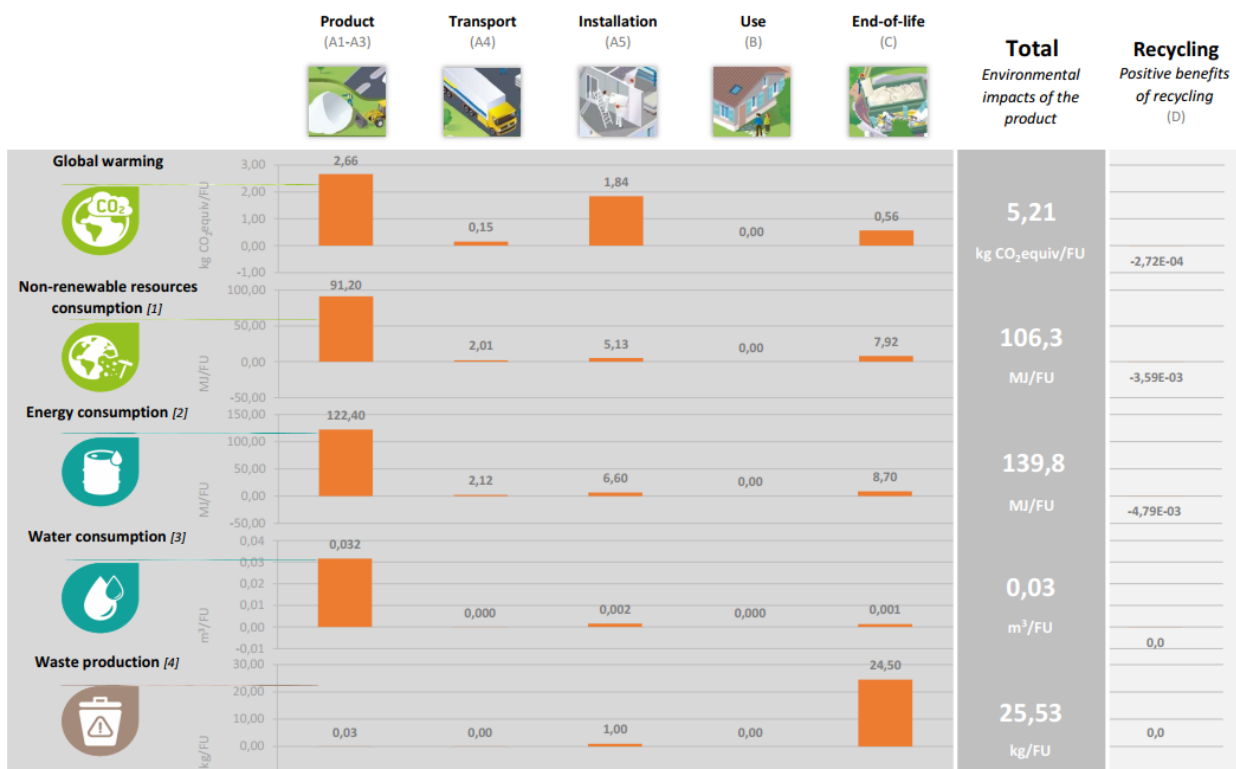 Product
(A1-A3)
Transport
(A4)
Installation
(A5)
Use
(B)
End-of-life
(C)
Total
Environmental
impacts of the
product
Recycling
Positive benefits
of recycling
(D)
Global warming
CO2
kg CO2equiv/FU
3,00
2,00
1,00
0,00
-1,00
2,66
0,15
1,84
0,00
0,56
5,21
kg CO2equiv/FU
-2,72E-04
Non-renewable resources
consumption [1]
MJ/FU
100,00
50,00
0,00
-50,00
91,20
2,01
5,13
0,00
7,92
106,3
MJ/FU
-3,59E-03
Energy consumption [2]
MJ/FU
150,00
100,00
50,00
0,00
-50,00
122,40
2,12
6,60
0,00
8,70
139,8
MJ/FU
-4,79E-03
Water consumption [3]
m³/FU
0,04
0,03
0,02
0,01
0,00
-0,01
0,032
0,000
0,002
0,000
0,001
0,03
m³/FU
0,0
Waste production [4]
kg/FU
30,00
20,00
10,00
0,00
0,03
0,00
1,00
0,00
24,50
25,53
kg/FU
0,0